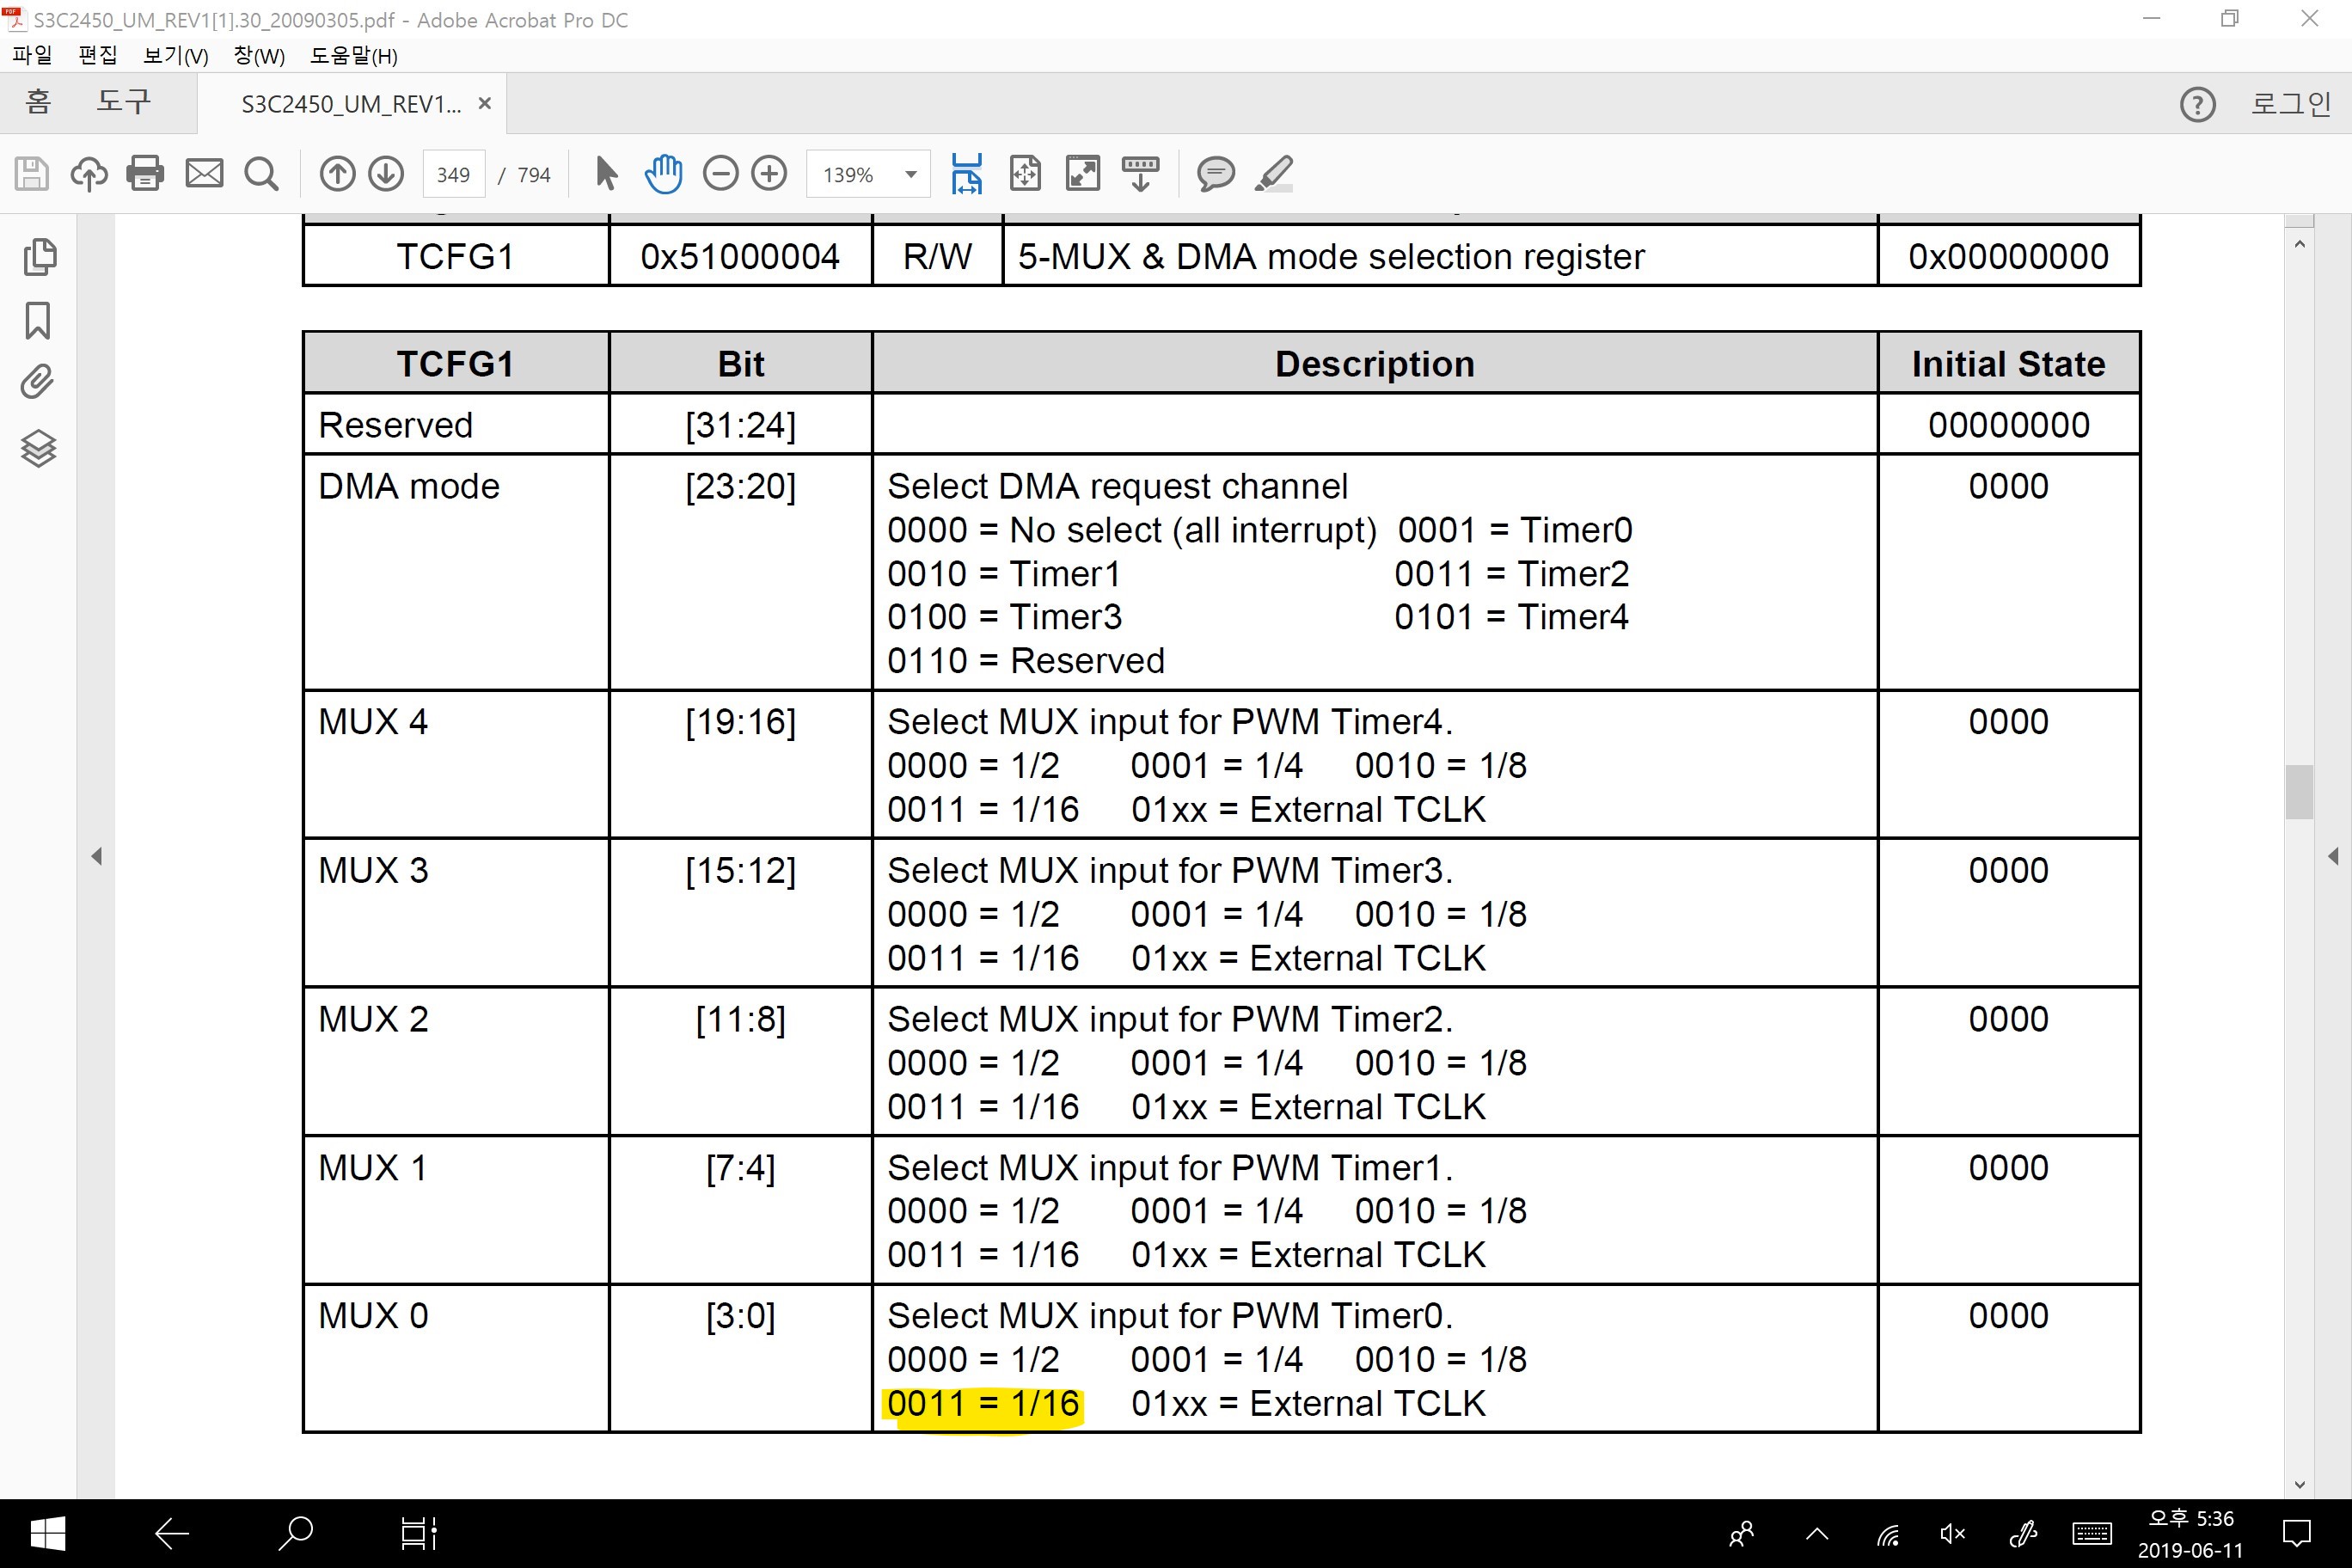 S3C2450_UM_REV1[1].30_20090305.pdf - Adobe Acrobat Pro DC
파일 편집 보기(V) 창(W) 도움말(H)
홈 도구 S3C2450_UM_REV1... × ? 로그인
349 / 794 139%
TCFG1 0x51000004 R/W 5-MUX & DMA mode selection register 0x00000000
TCFG1 Bit Description Initial State
Reserved [31:24] 00000000
DMA mode [23:20] Select DMA request channel 0000
0000 = No select (all interrupt) 0001 = Timer0
0010 = Timer1 0011 = Timer2
0100 = Timer3 0101 = Timer4
0110 = Reserved
MUX 4 [19:16] Select MUX input for PWM Timer4. 0000
0000 = 1/2 0001 = 1/4 0010 = 1/8
0011 = 1/16 01xx = External TCLK
MUX 3 [15:12] Select MUX input for PWM Timer3. 0000
0000 = 1/2 0001 = 1/4 0010 = 1/8
0011 = 1/16 01xx = External TCLK
MUX 2 [11:8] Select MUX input for PWM Timer2. 0000
0000 = 1/2 0001 = 1/4 0010 = 1/8
0011 = 1/16 01xx = External TCLK
MUX 1 [7:4] Select MUX input for PWM Timer1. 0000
0000 = 1/2 0001 = 1/4 0010 = 1/8
0011 = 1/16 01xx = External TCLK
MUX 0 [3:0] Select MUX input for PWM Timer0. 0000
0000 = 1/2 0001 = 1/4 0010 = 1/8
0011 = 1/16 01xx = External TCLK
오후 5:36
2019-06-11